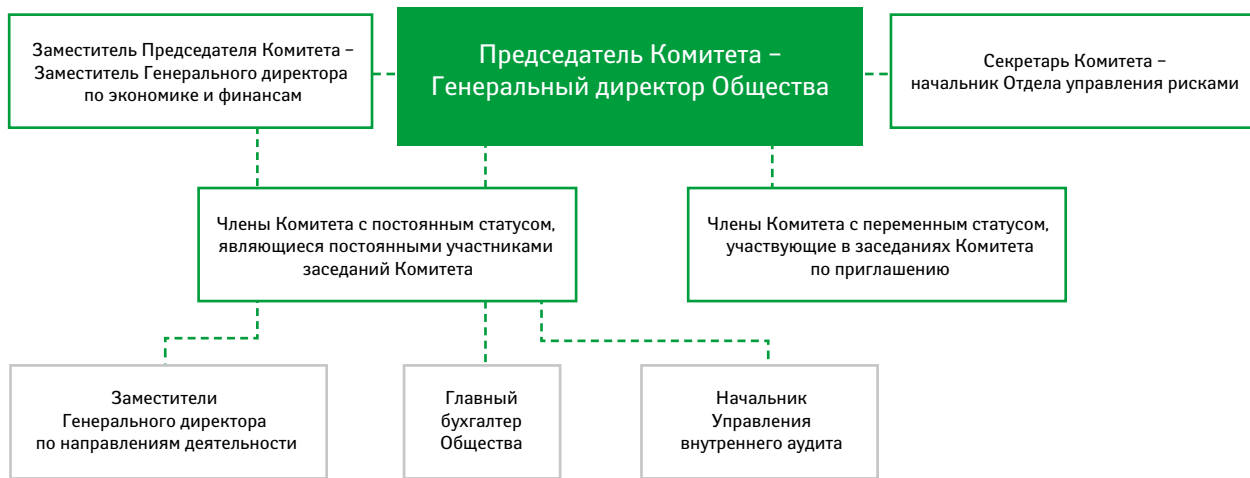 Заместитель Председателя Комитета –
Заместитель Генерального директора
по экономике и финансам
Председатель Комитета –
Генеральный директор Общества
Секретарь Комитета –
начальник Отдела управления рисками
Члены Комитета с постоянным статусом,
являющиеся постоянными участниками
заседаний Комитета
Члены Комитета с переменным статусом,
участвующие в заседаниях Комитета
по приглашению
Заместители
Генерального директора
по направлениям деятельности
Главный
бухгалтер
Общества
Начальник
Управления
внутреннего аудита